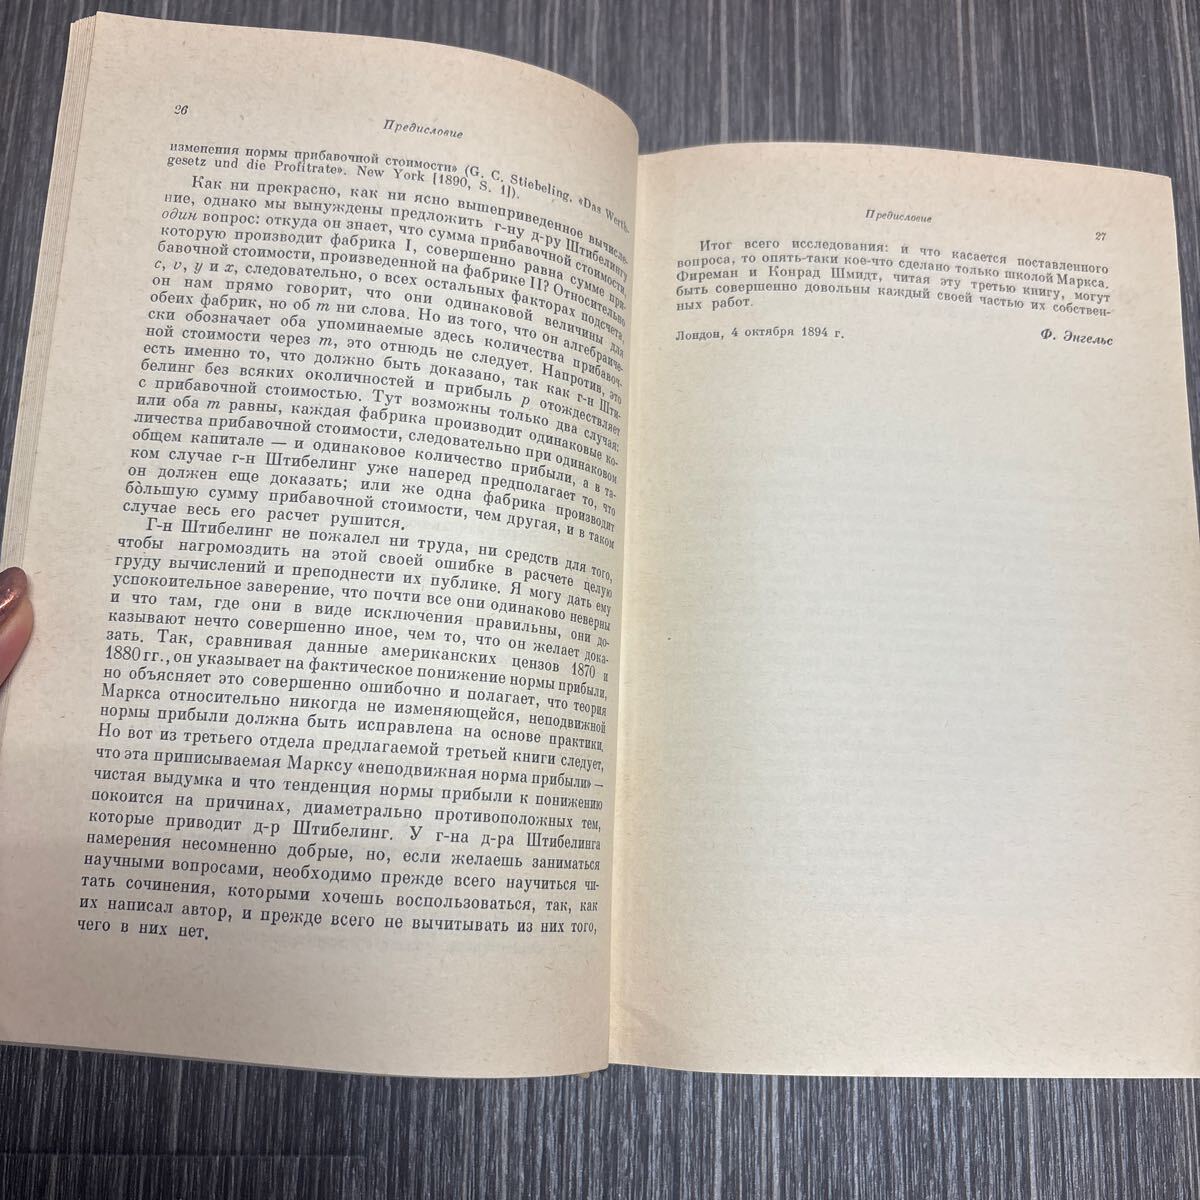 26
Предисловие
изменения нормы прибавочной стоимости» (G. C. Stiebeling. «Das Werth-
gesetz und die Profitrate». New York [1890, S. 1]).
Как ни прекрасно, как ни ясно вышеприведенное вычисле-
ние, однако мы вынуждены предложить г-ну д-ру Штибелингу
один вопрос: откуда он знает, что сумма прибавочной стоимости,
которую производит фабрика I, совершенно равна сумме при-
бавочной стоимости, произведенной на фабрике II? Относительно
c, v, y и x, следовательно, о всех остальных факторах подсчета,
он нам прямо говорит, что они одинаковой величины для
обеих фабрик, но об m ни слова. Но из того, что он алгебраиче-
ски обозначает оба упоминаемые здесь количества прибавоч-
ной стоимости через m, это отнюдь не следует. Напротив, это
есть именно то, что должно быть доказано, так как г-н Шти-
белинг без всяких околичностей и прибыль p отождествляет
с прибавочной стоимостью. Тут возможны только два случая:
или оба m равны, каждая фабрика производит одинаковые ко-
личества прибавочной стоимости, следовательно при одинаковом
общем капитале — и одинаковое количество прибыли, а в та-
ком случае г-н Штибелинг уже наперед предполагает то, что
он должен еще доказать; или же одна фабрика производит
бо́льшую сумму прибавочной стоимости, чем другая, и в таком
случае весь его расчет рушится.
Г-н Штибелинг не пожалел ни труда, ни средств для того,
чтобы нагромоздить на этой своей ошибке в расчете целую
груду вычислений и преподнести их публике. Я могу дать ему
успокоительное заверение, что почти все они одинаково неверны
и что там, где они в виде исключения правильны, они до-
казывают нечто совершенно иное, чем то, что он желает дока-
зать. Так, сравнивая данные американских цензов 1870 и
1880 гг., он указывает на фактическое понижение нормы прибыли,
но объясняет это совершенно ошибочно и полагает, что теория
Маркса относительно никогда не изменяющейся, неподвижной
нормы прибыли должна быть исправлена на основе практики.
Но вот из третьего отдела предлагаемой третьей книги следует,
что эта приписываемая Марксу «неподвижная норма прибыли» —
чистая выдумка и что тенденция нормы прибыли к понижению
покоится на причинах, диаметрально противоположных тем,
которые приводит д-р Штибелинг. У г-на д-ра Штибелинга
намерения несомненно добрые, но, если желаешь заниматься
научными вопросами, необходимо прежде всего научиться чи-
тать сочинения, которыми хочешь воспользоваться, так, как
их написал автор, и прежде всего не вычитывать из них того,
чего в них нет.
Предисловие
27
Итог всего исследования: и что касается поставленного
вопроса, то опять-таки кое-что сделано только школой Маркса.
Фиреман и Конрад Шмидт, читая эту третью книгу, могут
быть совершенно довольны каждый своей частью их собствен-
ных работ.
Лондон, 4 октября 1894 г.
Ф. Энгельс